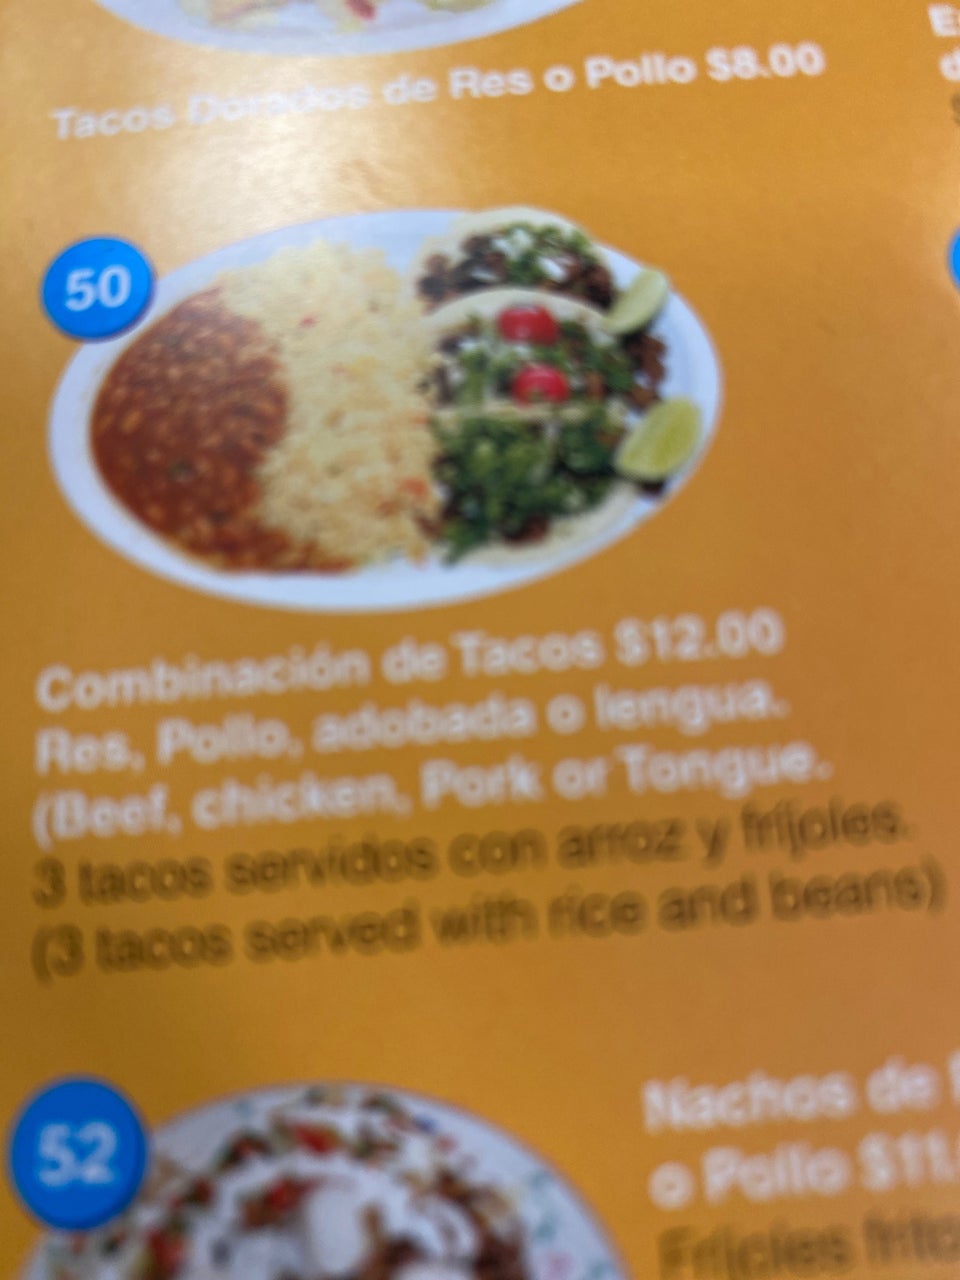 Tacos Dorados de Res o Pollo $8.00
50
Combinación de Tacos $12.00
Res, Pollo, adobada o lengua.
(Beef, chicken, Pork or Tongue.
3 tacos servidos con arroz y frijoles.
(3 tacos served with rice and beans)
52
Nachos de
o Pollo $11.
Frijoles